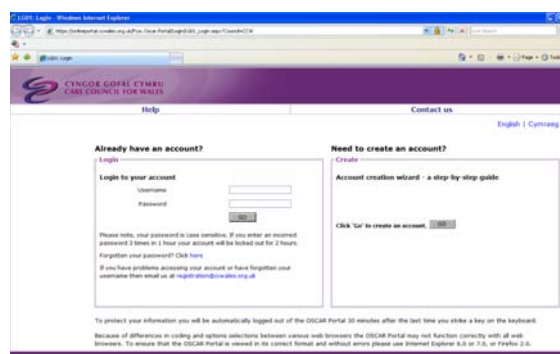 LGBT: Login - Windows Internet Explorer
Live Search
Login
Page
CYNGOR GOFAL CYMRU
CARE COUNCIL FOR WALES
Help
Contact us
English | Cymraeg
Already have an account?
Login
Login to your account
Username
Password
GO
Please note, your password is case sensitive. If you enter an incorrect
password 3 times in 1 hour your account will be locked out for 2 hours.
Forgotten your password? Click here
If you have problems accessing your account or have forgotten your
username then email us at registration@ccwales.org.uk
Need to create an account?
Create
Account creation wizard - a step-by-step guide
Click 'Go' to create an account.
GO
To protect your information you will be automatically logged out of the OSCAR Portal 30 minutes after the last time you strike a key on the keyboard.
Because of differences in coding and options selections between various web browsers the OSCAR Portal may not function correctly with all web
browsers. To ensure that the OSCAR Portal is viewed in its correct format and without errors please use Internet Explorer 6.0 or 7.0, or Firefox 2.0.